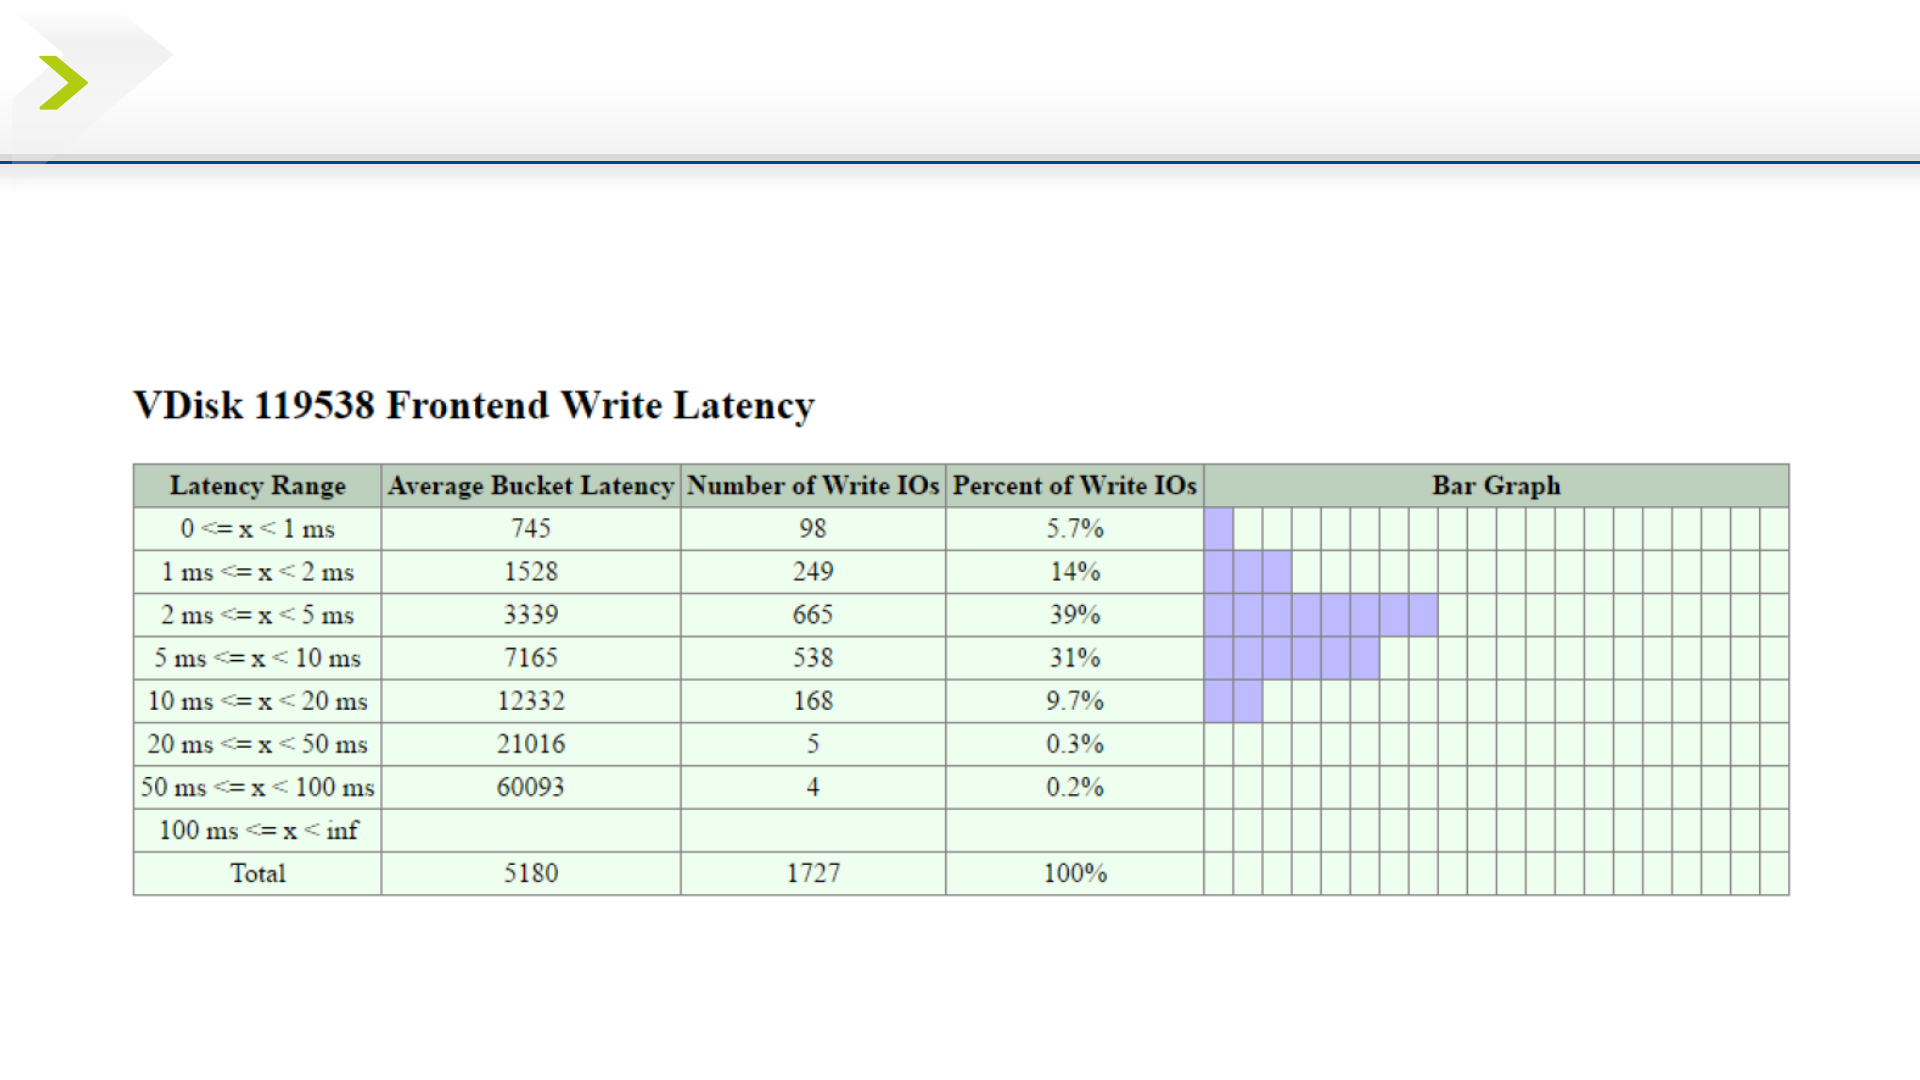 VDisk 119538 Frontend Write Latency
Latency Range Average Bucket Latency Number of Write IOs Percent of Write IOs Bar Graph
0 <= x < 1 ms 745 98 5.7%
1 ms <= x < 2 ms 1528 249 14%
2 ms <= x < 5 ms 3339 665 39%
5 ms <= x < 10 ms 7165 538 31%
10 ms <= x < 20 ms 12332 168 9.7%
20 ms <= x < 50 ms 21016 5 0.3%
50 ms <= x < 100 ms 60093 4 0.2%
100 ms <= x < inf
Total 5180 1727 100%